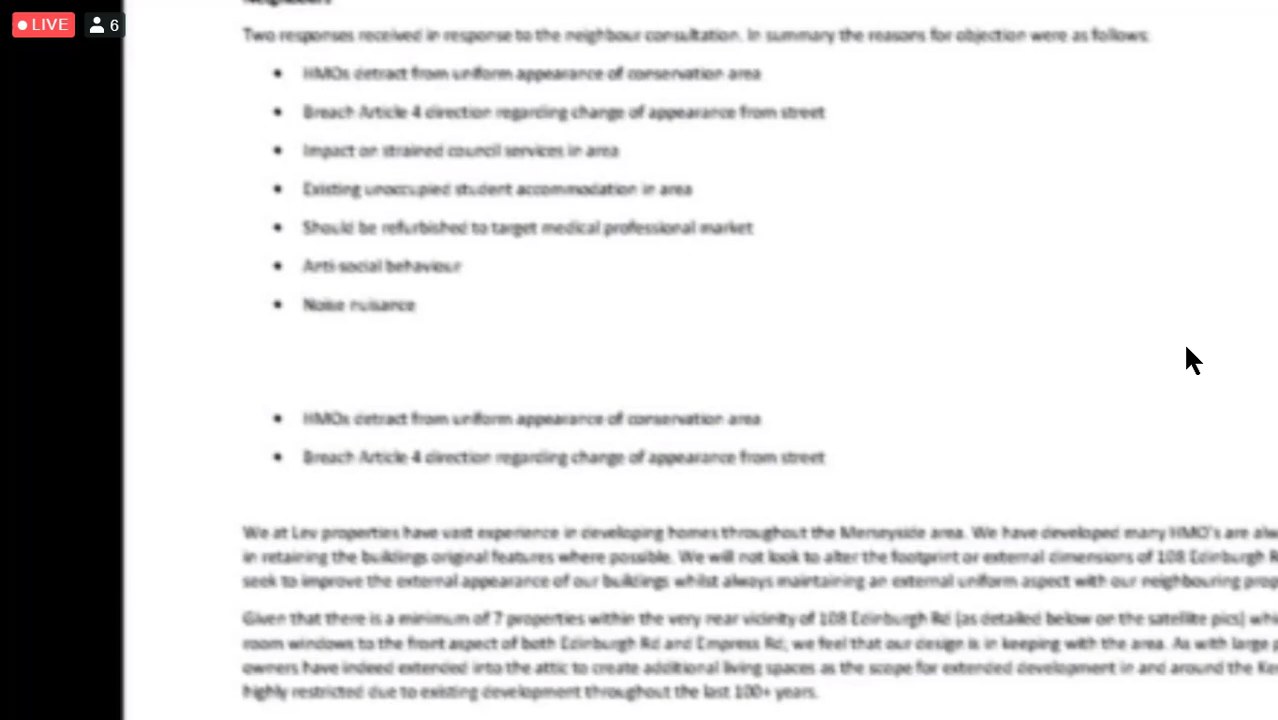 LIVE 6
Neighbours
Two responses received in response to the neighbour consultation. In summary the reasons for objection were as follows:
• HMOs detract from uniform appearance of conservation area
• Breach Article 4 direction regarding change of appearance from street
• Impact on strained council services in area
• Existing unoccupied student accommodation in area
• Should be refurbished to target medical professional market
• Anti-social behaviour
• Noise nuisance
• HMOs detract from uniform appearance of conservation area
• Breach Article 4 direction regarding change of appearance from street
We at Lev properties have vast experience in developing homes throughout the Merseyside area. We have developed many HMO's are
in retaining the buildings original features where possible. We will not look to alter the footprint or external dimensions of 108 Edinburgh
seek to improve the external appearance of our buildings whilst always maintaining an external uniform aspect with our neighbouring
Given that there is a minimum of 7 properties within the very near vicinity of 108 Edinburgh Rd (as detailed below on the satellite pics)
room windows to the front aspect of both Edinburgh Rd and Empress Rd; we feel that our design is in keeping with the area. As with large
owners have indeed extended into the attic to create additional living spaces as the scope for extended development in and around the
highly restricted due to existing development throughout the last 100+ years.